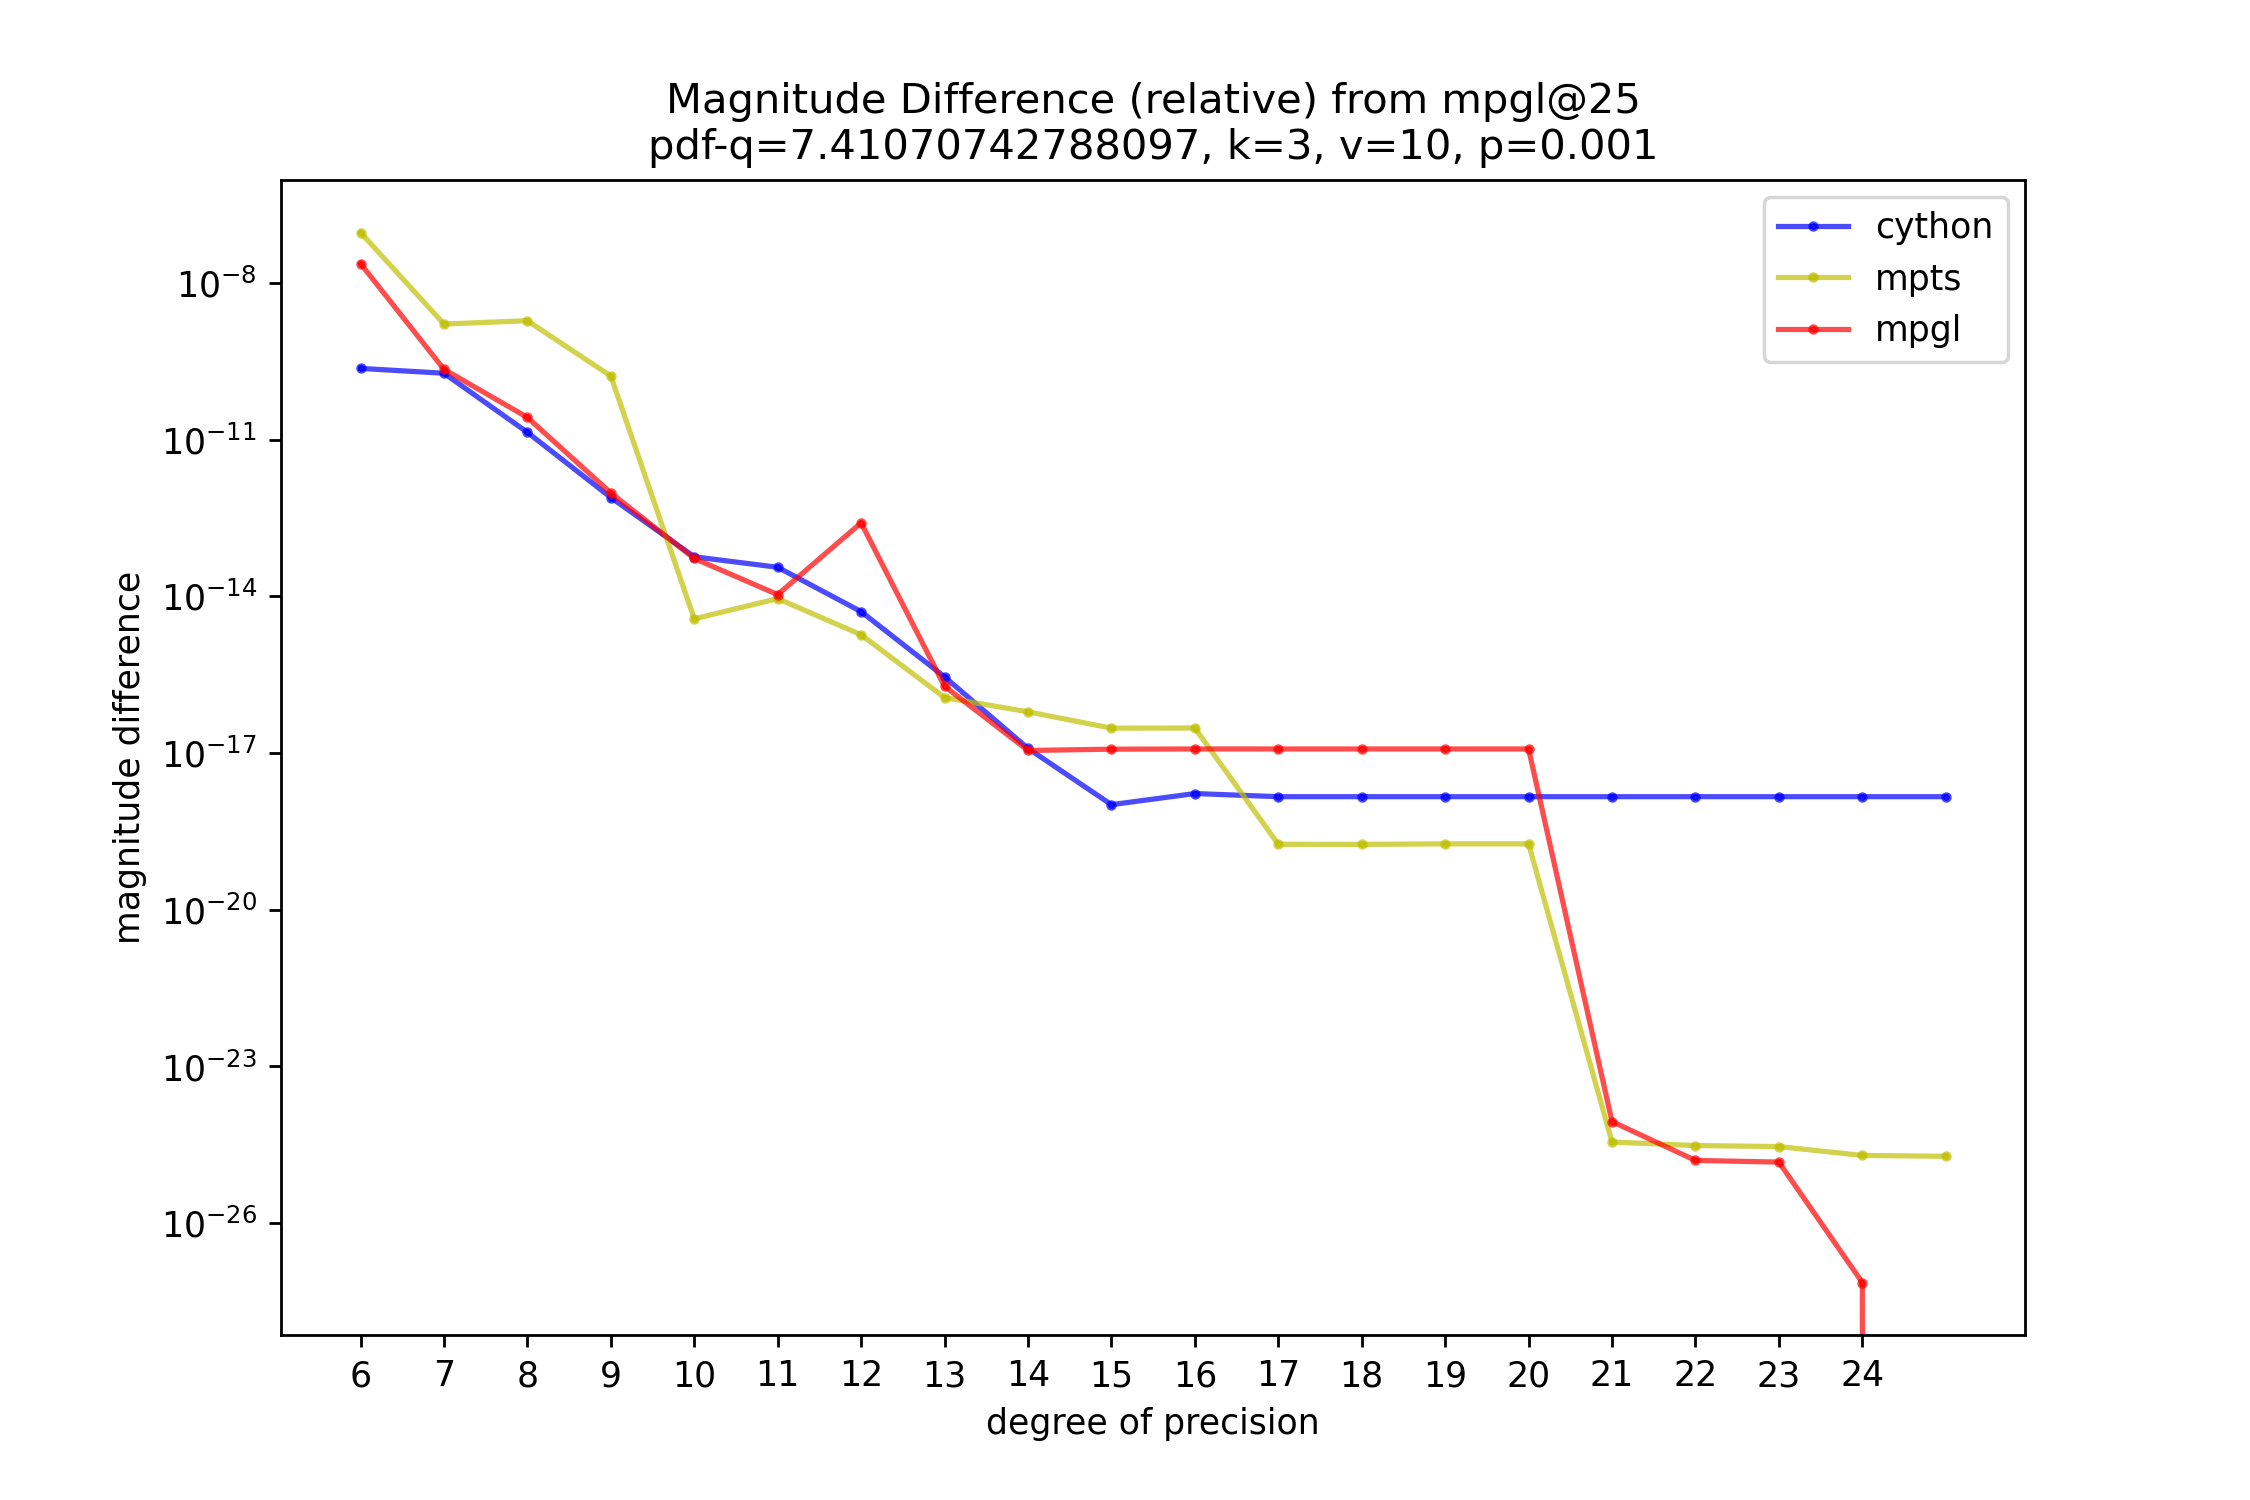 Magnitude Difference (relative) from mpgl@25
pdf-q=7.41070742788097, k=3, v=10, p=0.001
cython
mpts
mpgl
magnitude difference
10⁻⁸
10⁻¹¹
10⁻¹⁴
10⁻¹⁷
10⁻²⁰
10⁻²³
10⁻²⁶
6 7 8 9 10 11 12 13 14 15 16 17 18 19 20 21 22 23 24
degree of precision